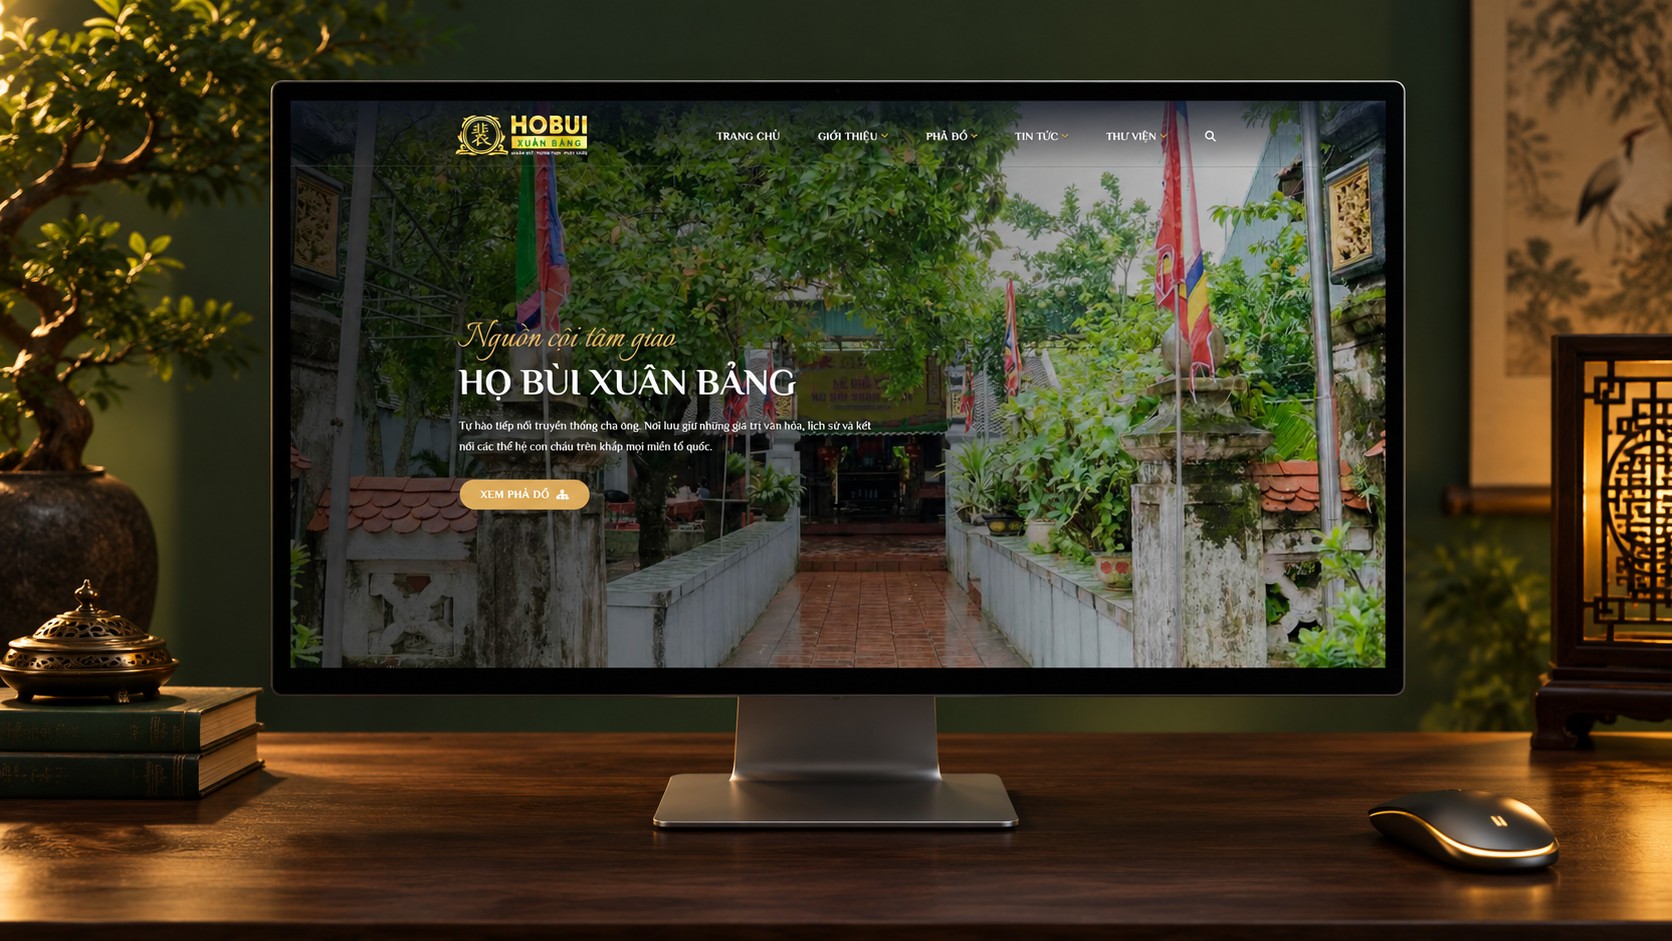 裴
HOBUI
XUÂN BẢNG
TRANG CHỦ
GIỚI THIỆU
PHẢ ĐỒ
TIN TỨC
THƯ VIỆN
Nguồn cội tâm giao
HỌ BÙI XUÂN BẢNG
Tự hào tiếp nối truyền thống cha ông. Nơi lưu giữ những giá trị văn hóa, lịch sử và kết
nối các thế hệ con cháu trên khắp mọi miền tổ quốc.
XEM PHẢ ĐỒ